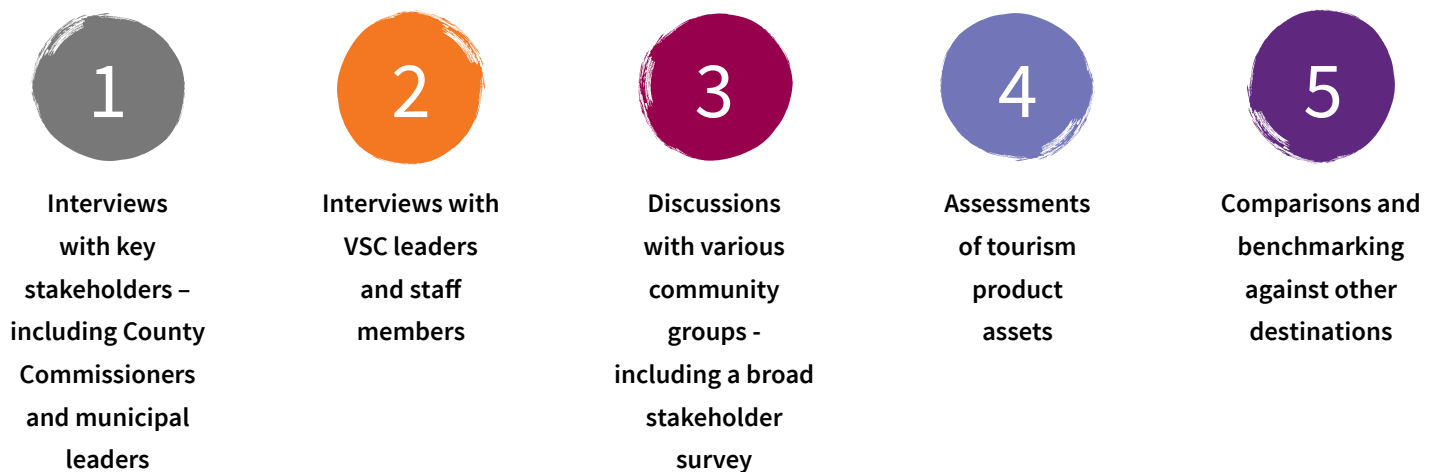 1
Interviews
with key
stakeholders –
including County
Commissioners
and municipal
leaders
2
Interviews with
VSC leaders
and staff
members
3
Discussions
with various
community
groups -
including a broad
stakeholder
survey
4
Assessments
of tourism
product
assets
5
Comparisons and
benchmarking
against other
destinations